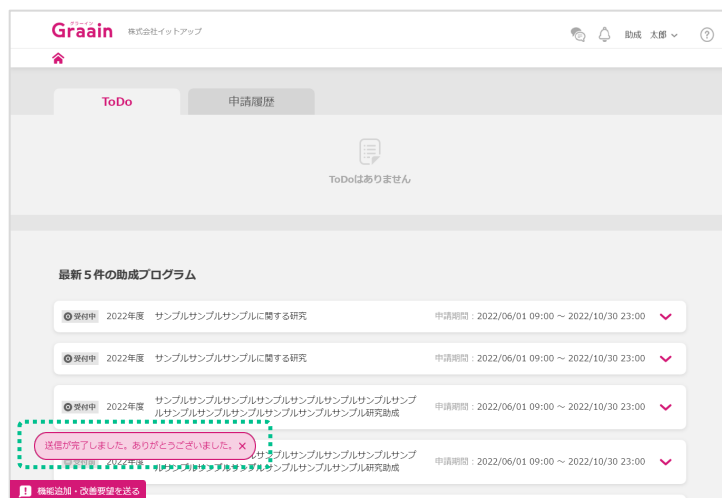 グラーイン
Graain 株式会社イットアップ
助成 太郎
ToDo 申請履歴
ToDoはありません
最新5件の助成プログラム
受付中 2022年度 サンプルサンプルサンプルに関する研究 申請期間：2022/06/01 09:00 ～ 2022/10/30 23:00
受付中 2022年度 サンプルサンプルサンプルに関する研究 申請期間：2022/06/01 09:00 ～ 2022/10/30 23:00
受付中 2022年度 サンプルサンプルサンプルサンプルサンプルサンプルサンプルサンプ
ルサンプルサンプルサンプルサンプルサンプルサンプル研究助成 申請期間：2022/06/01 09:00 ～ 2022/10/30 23:00
送信が完了しました。ありがとうございました。×
ルサンプルサンプルサンプルサンプルサンプルサンプル研究助成 申請期間：2022/06/01 09:00 ～ 2022/10/30 23:00
機能追加・改善要望を送る